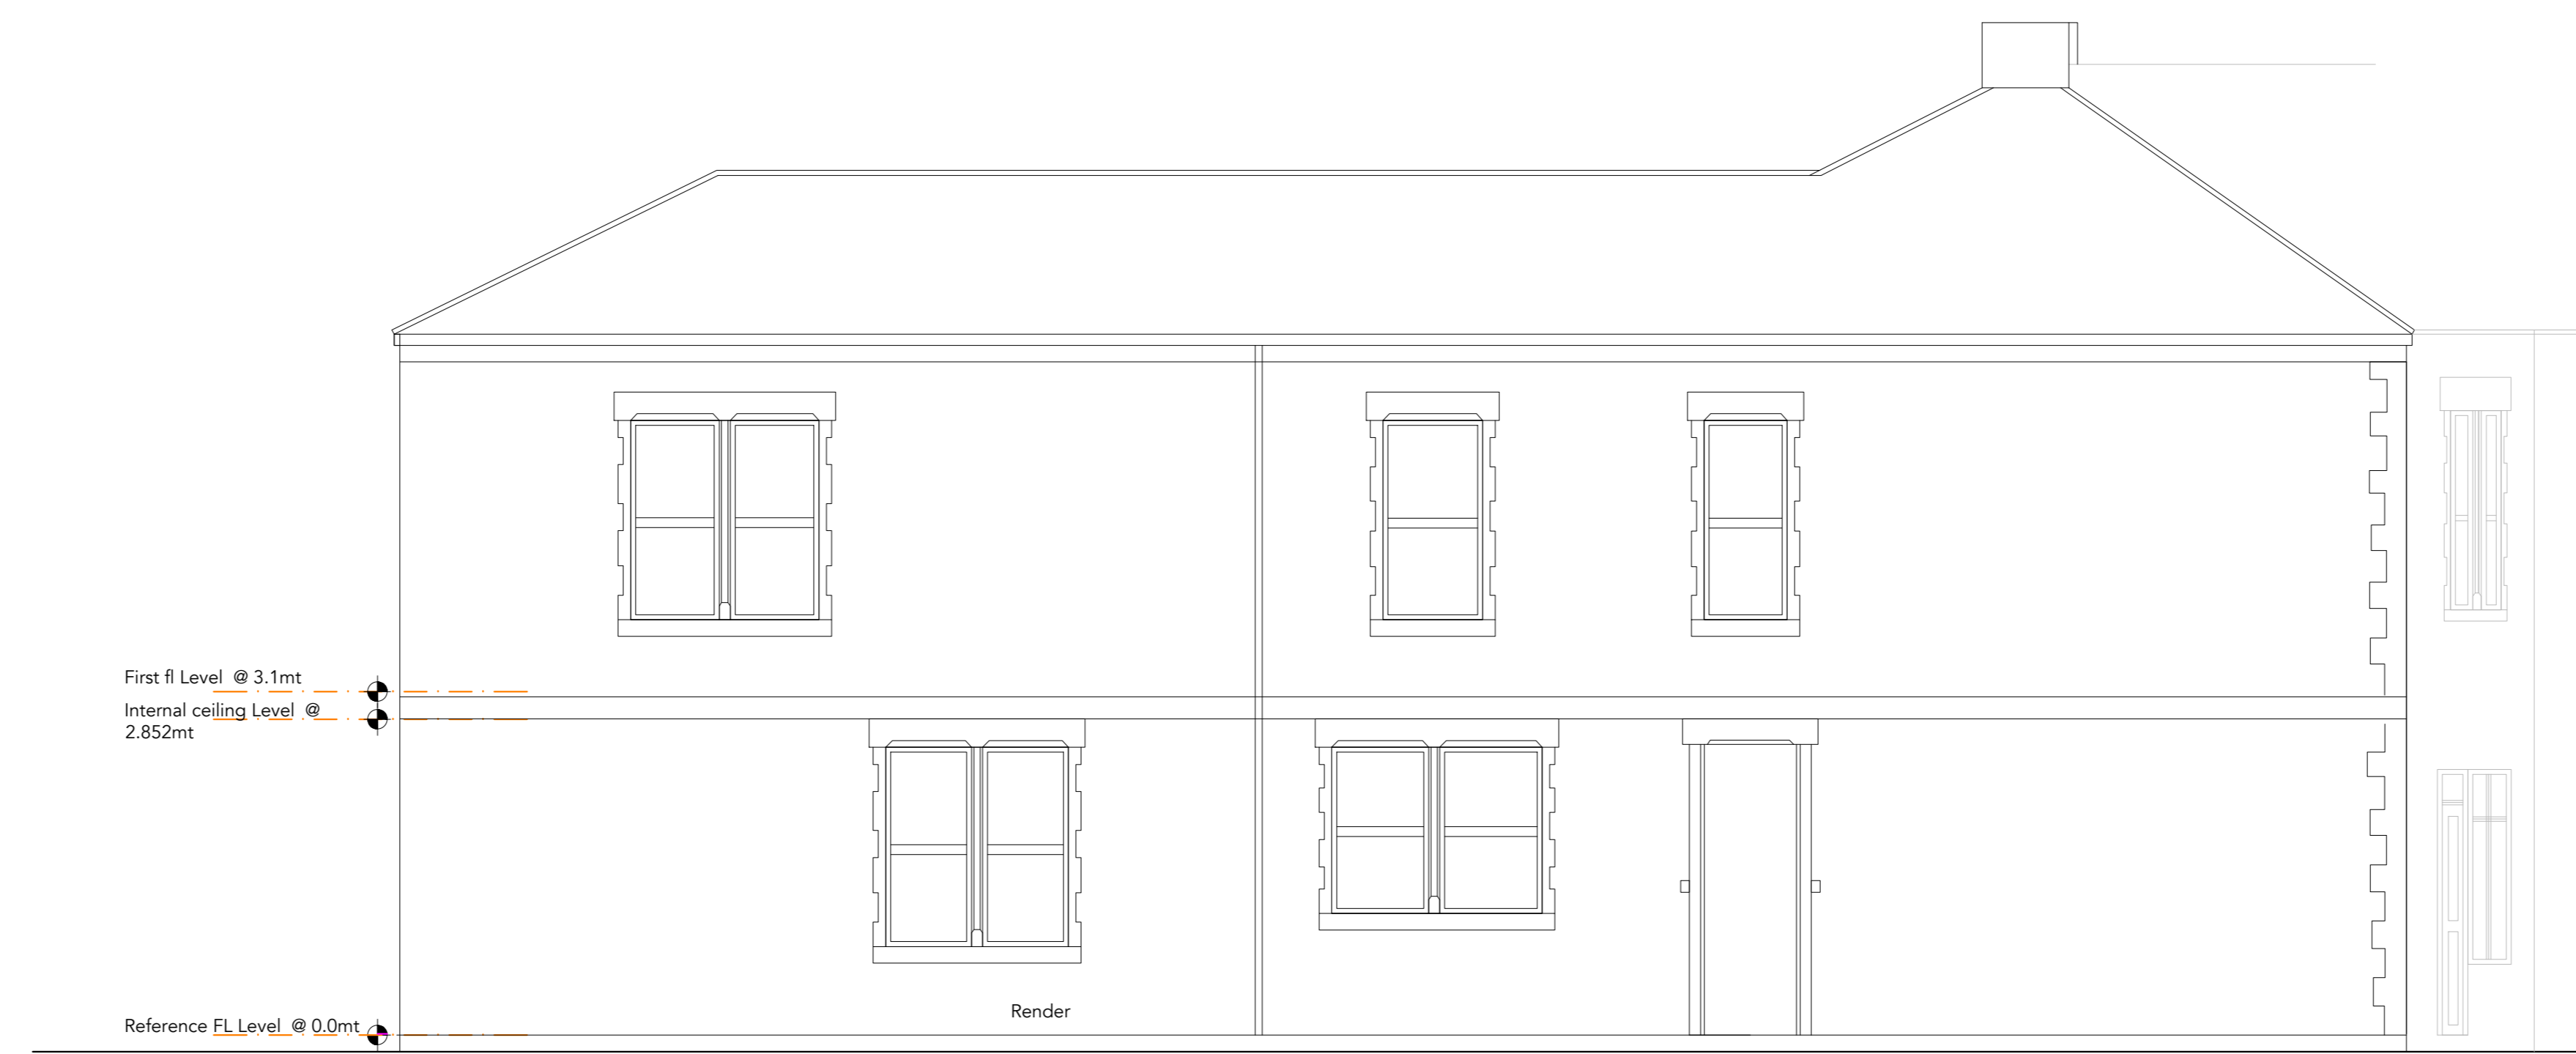 First fl Level @ 3.1mt
Internal ceiling Level @
2.852mt
Render
Reference FL Level @ 0.0mt